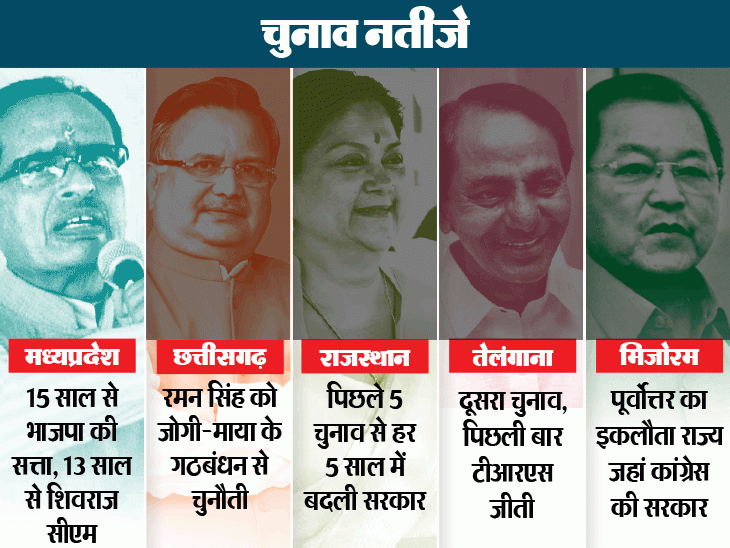 चुनाव नतीजे
मध्यप्रदेश
15 साल से
भाजपा की
सत्ता, 13 साल
से शिवराज
सीएम
छत्तीसगढ़
रमन सिंह को
जोगी-माया के
गठबंधन से
चुनौती
राजस्थान
पिछले 5
चुनाव से हर
5 साल में
बदली सरकार
तेलंगाना
दूसरा चुनाव,
पिछली बार
टीआरएस
जीती
मिजोरम
पूर्वोत्तर का
इकलौता राज्य
जहां कांग्रेस
की सरकार